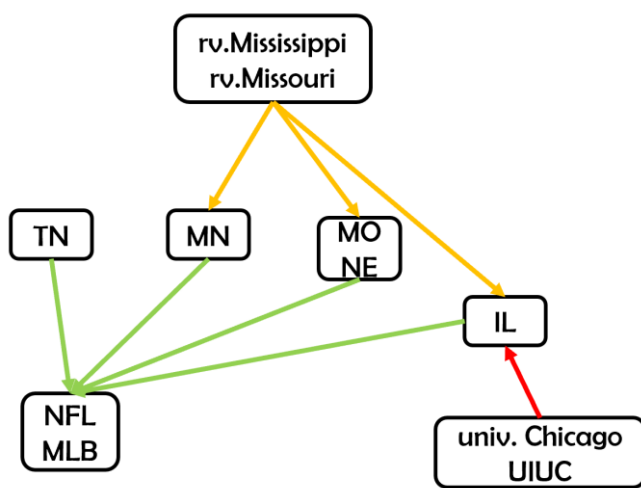 rv.Mississippi
rv.Missouri
TN
MN
MO
NE
IL
NFL
MLB
univ. Chicago
UIUC